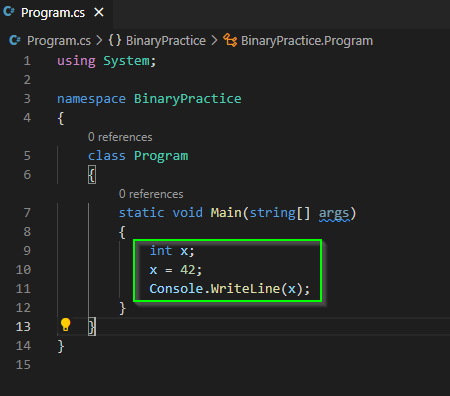 Program.cs ×
Program.cs > {} BinaryPractice > BinaryPractice.Program
1 using System;
2
3 namespace BinaryPractice
4 {
0 references
5 class Program
6 {
0 references
7 static void Main(string[] args)
8 {
9 int x;
10 x = 42;
11 Console.WriteLine(x);
12 }
13 }
14 }
15